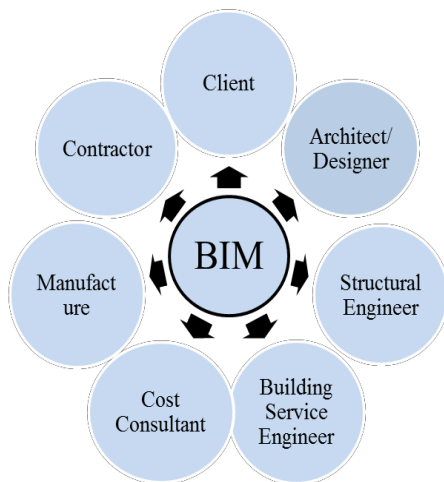 Client
Architect/
Designer
Contractor
BIM
Manufact
ure
Structural
Engineer
Cost
Consultant
Building
Service
Engineer